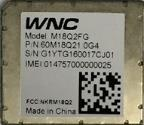 WNC
Model: M18Q2FG
P/N:60M18Q21.0G4
S/N:G1YTG160017CJ01
IMEI:014757000000025
FCC:NKRM18Q2